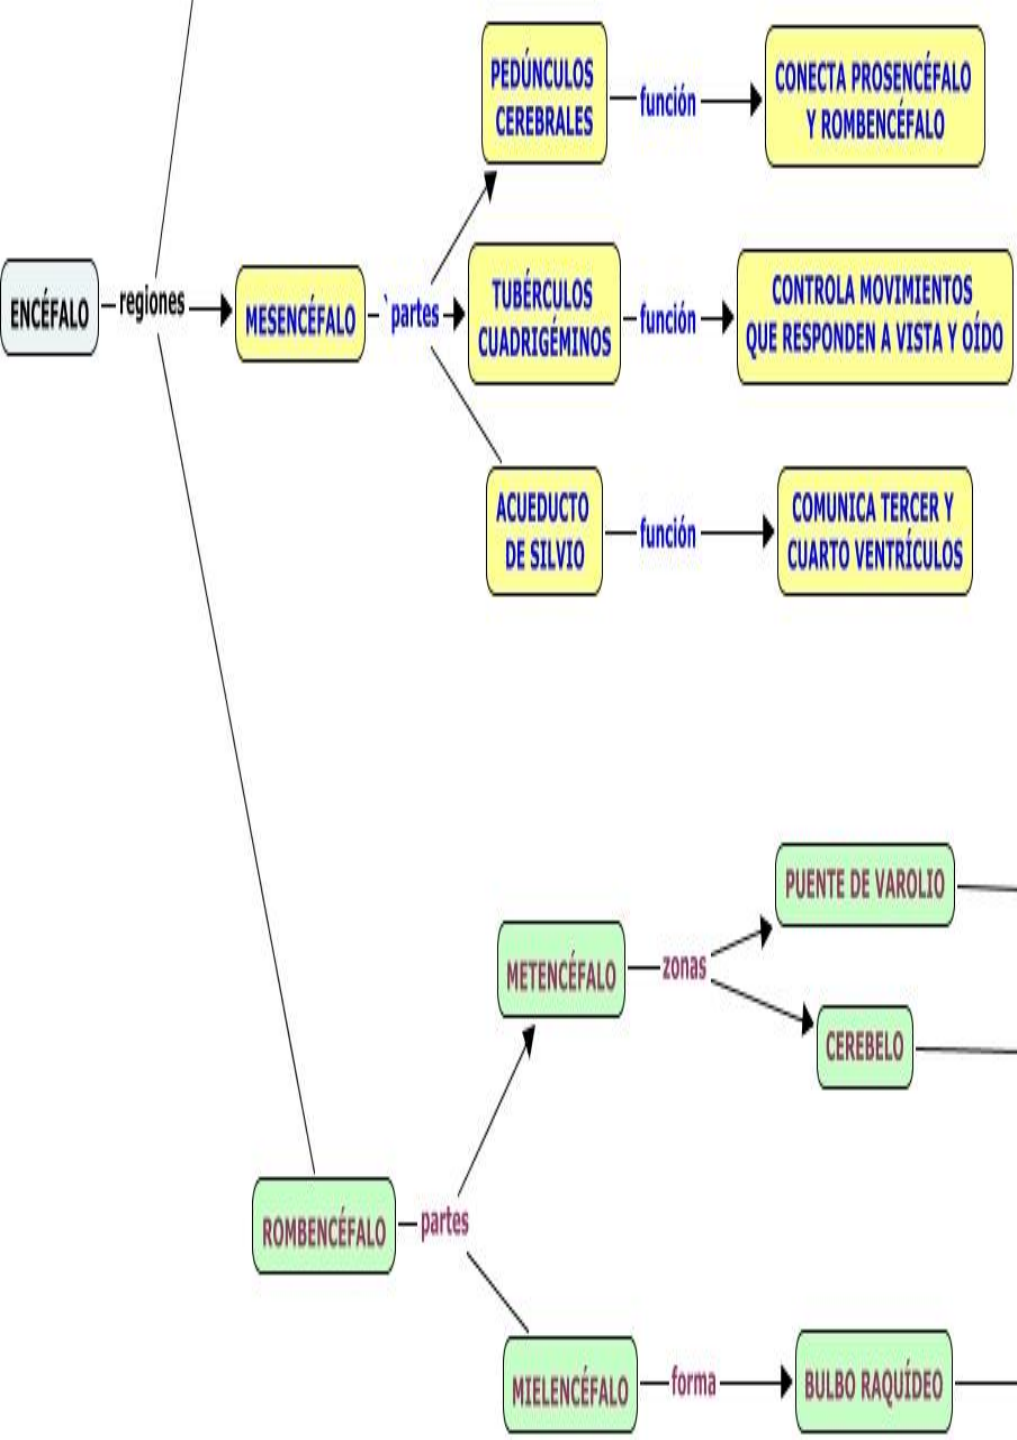 PEDÚNCULOS
CEREBRALES
función
CONECTA PROSENCÉFALO
Y ROMBENCÉFALO
ENCÉFALO
regiones
MESENCÉFALO
`partes
TUBÉRCULOS
CUADRIGÉMINOS
función
CONTROLA MOVIMIENTOS
QUE RESPONDEN A VISTA Y OÍDO
ACUEDUCTO
DE SILVIO
función
COMUNICA TERCER Y
CUARTO VENTRÍCULOS
PUENTE DE VAROLIO
METENCÉFALO
zonas
CEREBELO
ROMBENCÉFALO
partes
MIELENCÉFALO
forma
BULBO RAQUÍDEO